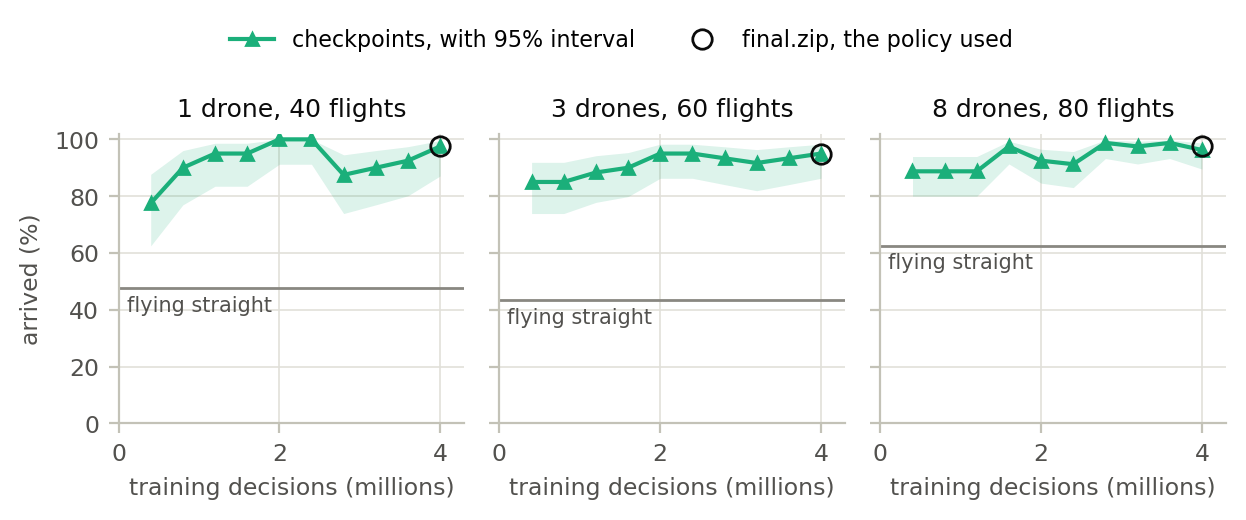 checkpoints, with 95% interval
final.zip, the policy used
1 drone, 40 flights
3 drones, 60 flights
8 drones, 80 flights
arrived (%)
100
80
60
40
20
0
flying straight
flying straight
flying straight
0 2 4
0 2 4
0 2 4
training decisions (millions)
training decisions (millions)
training decisions (millions)